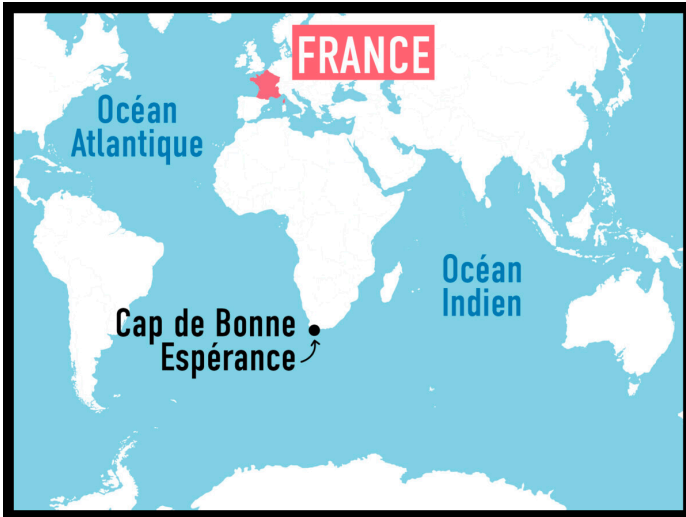 FRANCE
Océan
Atlantique
Océan
Indien
Cap de Bonne
Espérance